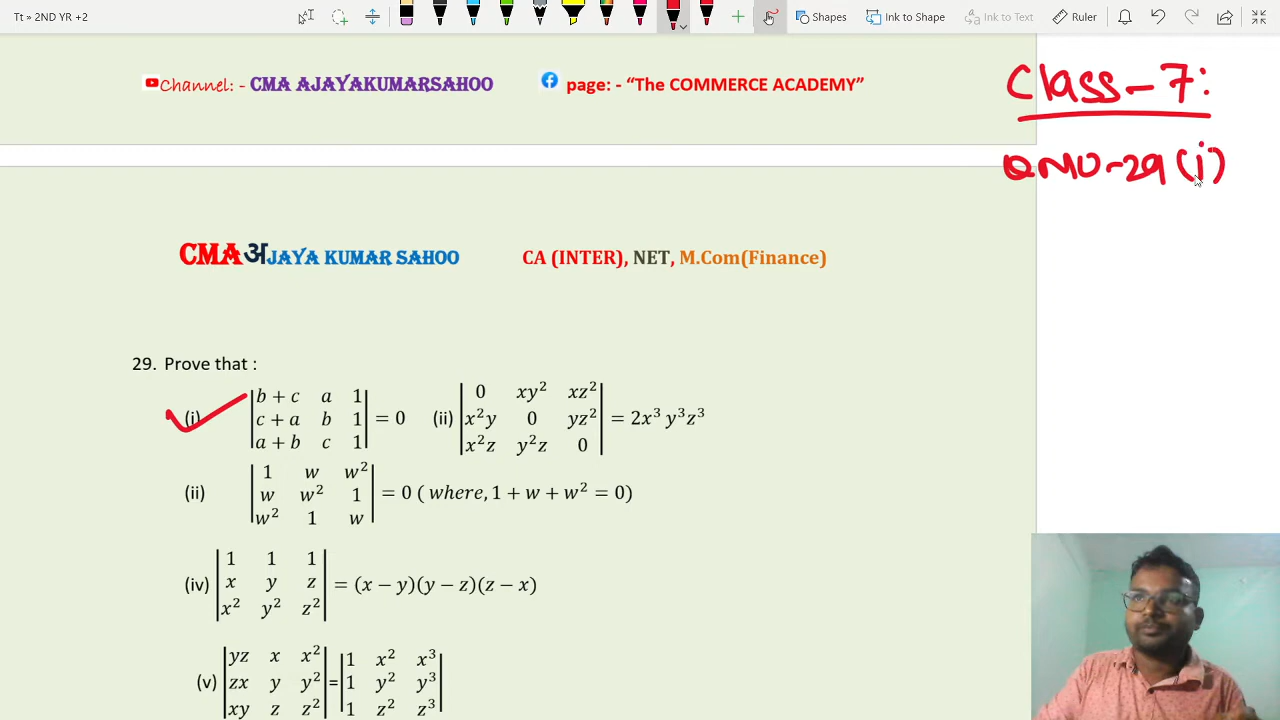 Tt » 2ND YR +2
Shapes Ink to Shape Ink to Text Ruler
Channel: - CMA AJAYAKUMARSAHOO page: - “The COMMERCE ACADEMY”
Class-7:
QNO-29(i)
CMA अJAYA KUMAR SAHOO CA (INTER), NET, M.Com(Finance)
29. Prove that :
(i) |b + c a 1| = 0 (ii) |0 xy² xz²| = 2x³ y³z³
|c + a b 1| |x²y 0 yz²|
|a + b c 1| |x²z y²z 0|
(ii) |1 w w²| = 0 ( where, 1 + w + w² = 0)
|w w² 1|
|w² 1 w|
(iv) |1 1 1| = (x − y)(y − z)(z − x)
|x y z|
|x² y² z²|
(v) |yz x x²| = |1 x² x³|
|zx y y²| |1 y² y³|
|xy z z²| |1 z² z³|